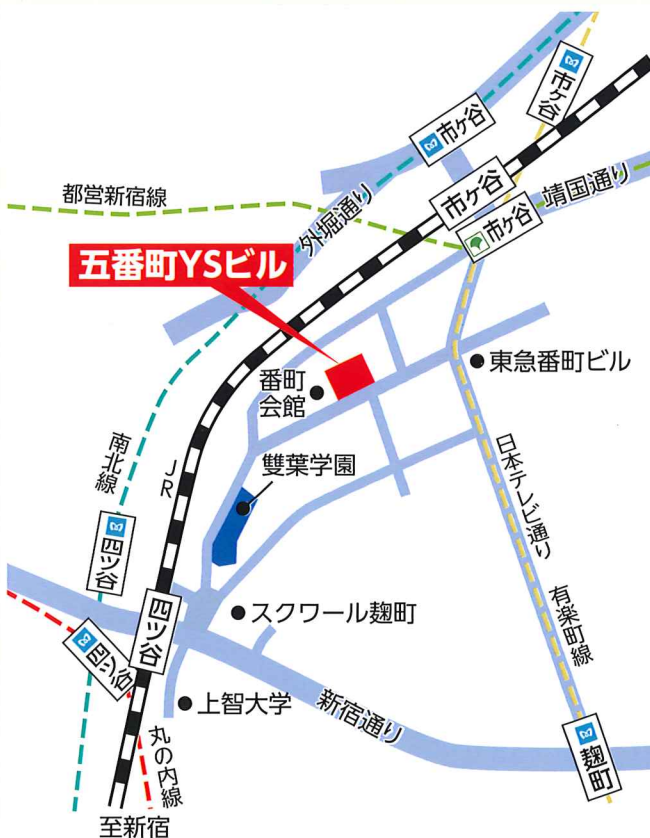 市ヶ谷
市ヶ谷
市ヶ谷
靖国通り
都営新宿線
外堀通り
市ヶ谷
五番町YSビル
東急番町ビル
番町
会館
南北線
JR
雙葉学園
日本テレビ通り
四ツ谷
四ツ谷
スクワール麹町
有楽町線
四ツ谷
上智大学
新宿通り
丸の内線
麹町
至新宿